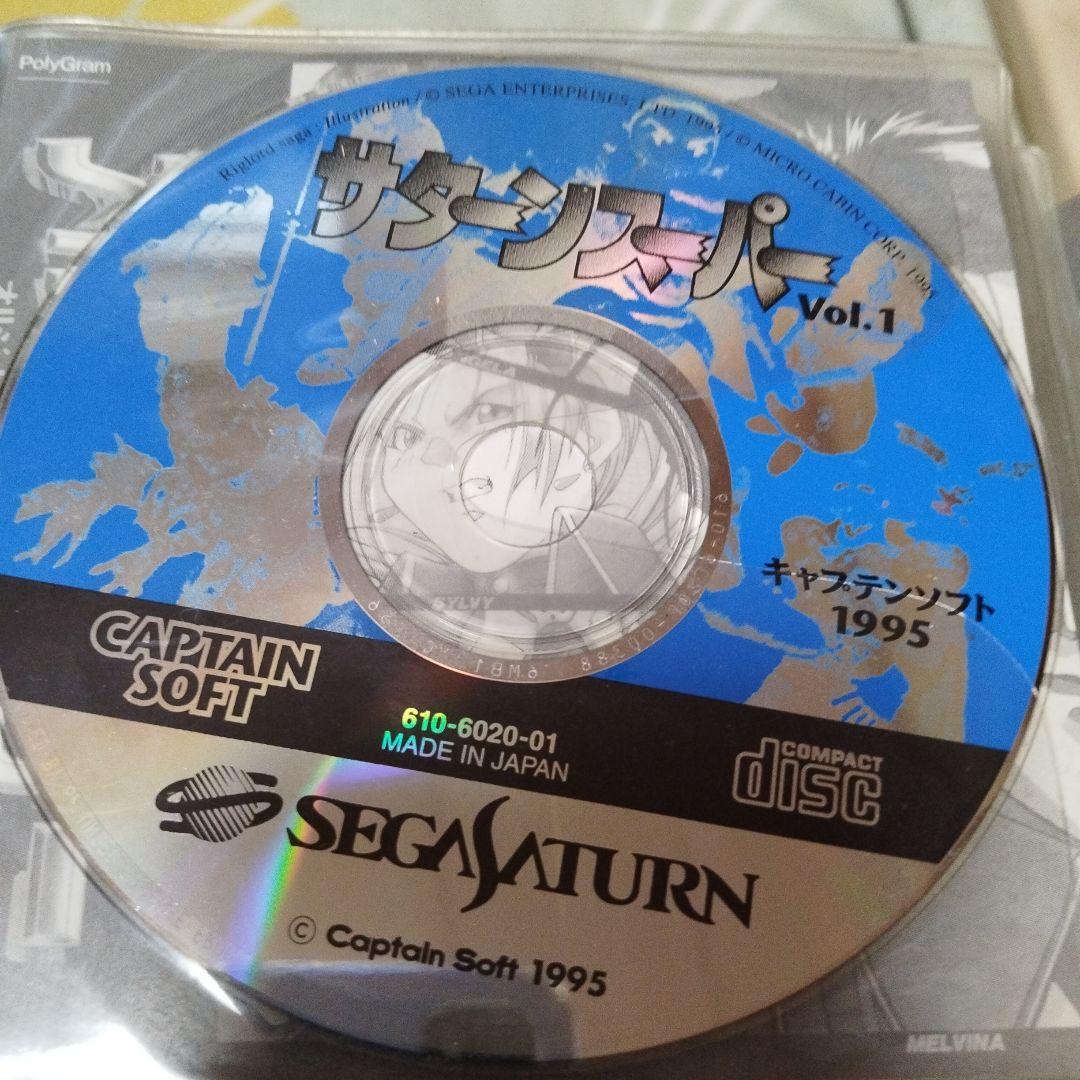 PolyGram
Riglord saga : Illustration / © SEGA ENTERPRISES, LTD. 1995 / © MICRO CABIN CORP. 1995
サターンスーパー
Vol.1
キャプテンソフト
1995
SYLVY
CAPTAIN
SOFT
610-6020-01
MADE IN JAPAN
COMPACT
disc
SEGASATURN
© Captain Soft 1995
MELVINA